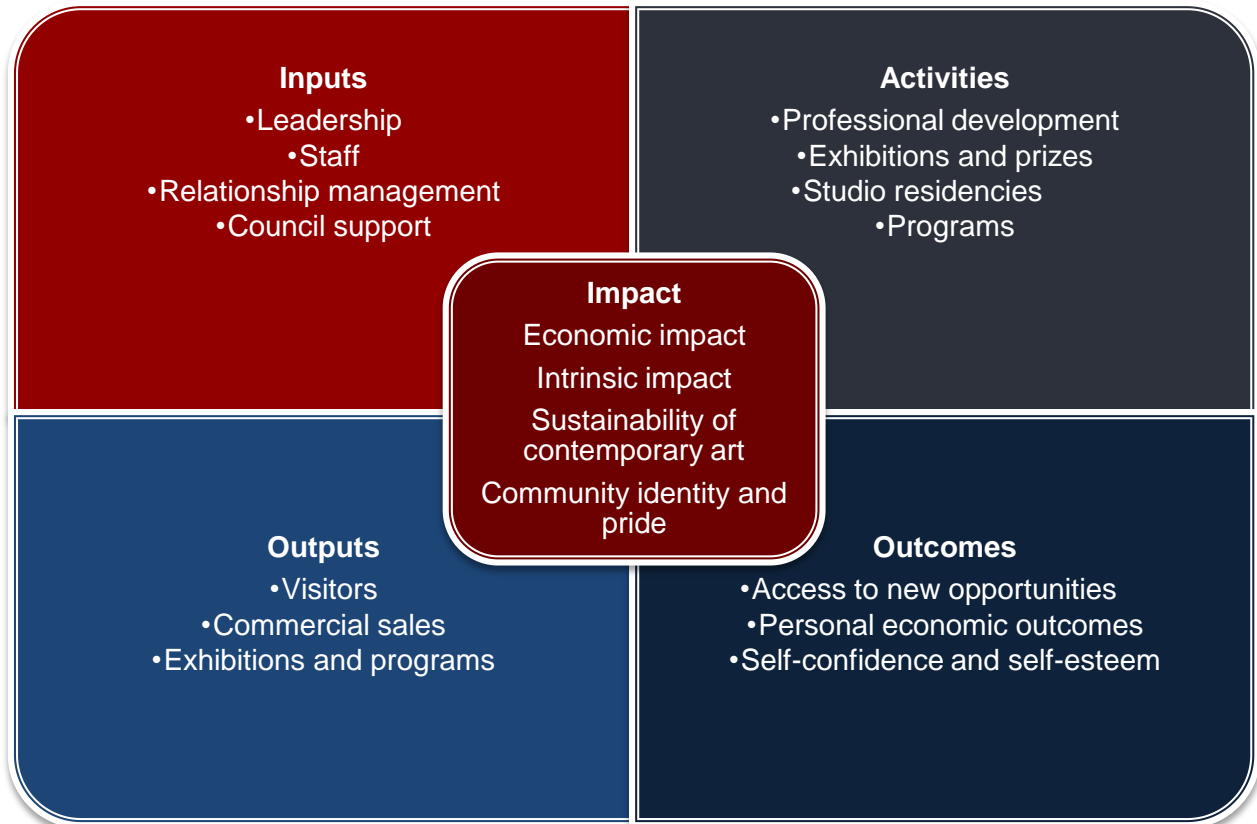 Inputs
•Leadership
•Staff
•Relationship management
•Council support
Activities
•Professional development
•Exhibitions and prizes
•Studio residencies
•Programs
Impact
Economic impact
Intrinsic impact
Sustainability of
contemporary art
Community identity and
pride
Outputs
•Visitors
•Commercial sales
•Exhibitions and programs
Outcomes
•Access to new opportunities
•Personal economic outcomes
•Self-confidence and self-esteem